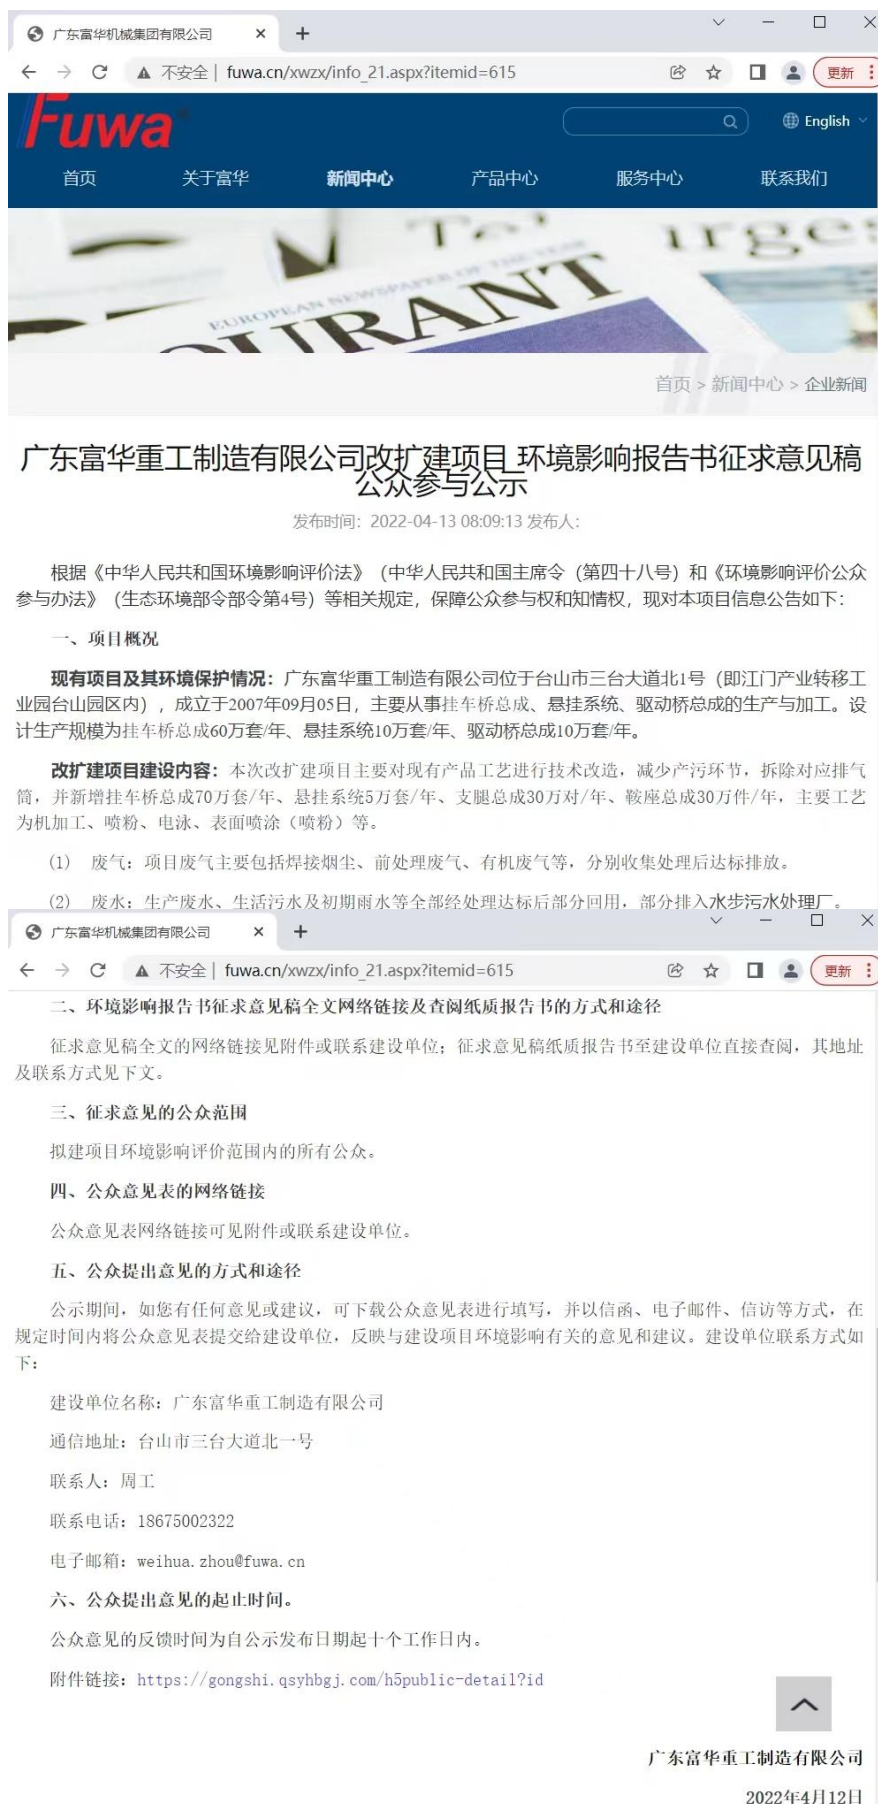 广东富华机械集团有限公司 × +
不安全 | fuwa.cn/xwzx/info_21.aspx?itemid=615 更新
Fuwa
English
首页 关于富华 新闻中心 产品中心 服务中心 联系我们
To urge
EUROPEAN NEWSPAPER OF THE YEAR
OURANT
首页 > 新闻中心 > 企业新闻
广东富华重工制造有限公司改扩建项目 环境影响报告书征求意见稿
公众参与公示
发布时间：2022-04-13 08:09:13 发布人：
根据《中华人民共和国环境影响评价法》（中华人民共和国主席令（第四十八号）和《环境影响评价公众
参与办法》（生态环境部令部令第4号）等相关规定，保障公众参与权和知情权，现对本项目信息公告如下：
一、项目概况
现有项目及其环境保护情况：广东富华重工制造有限公司位于台山市三台大道北1号（即江门产业转移工
业园台山园区内），成立于2007年09月05日，主要从事挂车桥总成、悬挂系统、驱动桥总成的生产与加工。设
计生产规模为挂车桥总成60万套/年、悬挂系统10万套/年、驱动桥总成10万套/年。
改扩建项目建设内容：本次改扩建项目主要对现有产品工艺进行技术改造，减少产污环节，拆除对应排气
筒，并新增挂车桥总成70万套/年、悬挂系统5万套/年、支腿总成30万对/年、鞍座总成30万件/年，主要工艺
为机加工、喷粉、电泳、表面喷涂（喷粉）等。
(1) 废气：项目废气主要包括焊接烟尘、前处理废气、有机废气等，分别收集处理后达标排放。
(2) 废水：生产废水、生活污水及初期雨水等全部经处理达标后部分回用，部分排入水步污水处理厂。
广东富华机械集团有限公司 × +
不安全 | fuwa.cn/xwzx/info_21.aspx?itemid=615 更新
二、环境影响报告书征求意见稿全文网络链接及查阅纸质报告书的方式和途径
征求意见稿全文的网络链接见附件或联系建设单位；征求意见稿纸质报告书至建设单位直接查阅，其地址
及联系方式见下文。
三、征求意见的公众范围
拟建项目环境影响评价范围内的所有公众。
四、公众意见表的网络链接
公众意见表网络链接可见附件或联系建设单位。
五、公众提出意见的方式和途径
公示期间，如您有任何意见或建议，可下载公众意见表进行填写，并以信函、电子邮件、信访等方式，在
规定时间内将公众意见表提交给建设单位，反映与建设项目环境影响有关的意见和建议。建设单位联系方式如
下：
建设单位名称：广东富华重工制造有限公司
通信地址：台山市三台大道北一号
联系人：周工
联系电话：18675002322
电子邮箱：weihua.zhou@fuwa.cn
六、公众提出意见的起止时间。
公众意见的反馈时间为自公示发布日期起十个工作日内。
附件链接：https://gongshi.qsyhbgj.com/h5public-detail?id
广东富华重工制造有限公司
2022年4月12日